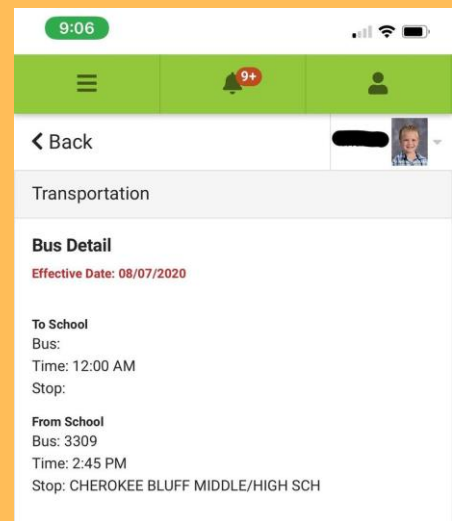 9:06
9+
Back
Transportation
Bus Detail
Effective Date: 08/07/2020
To School
Bus:
Time: 12:00 AM
Stop:
From School
Bus: 3309
Time: 2:45 PM
Stop: CHEROKEE BLUFF MIDDLE/HIGH SCH